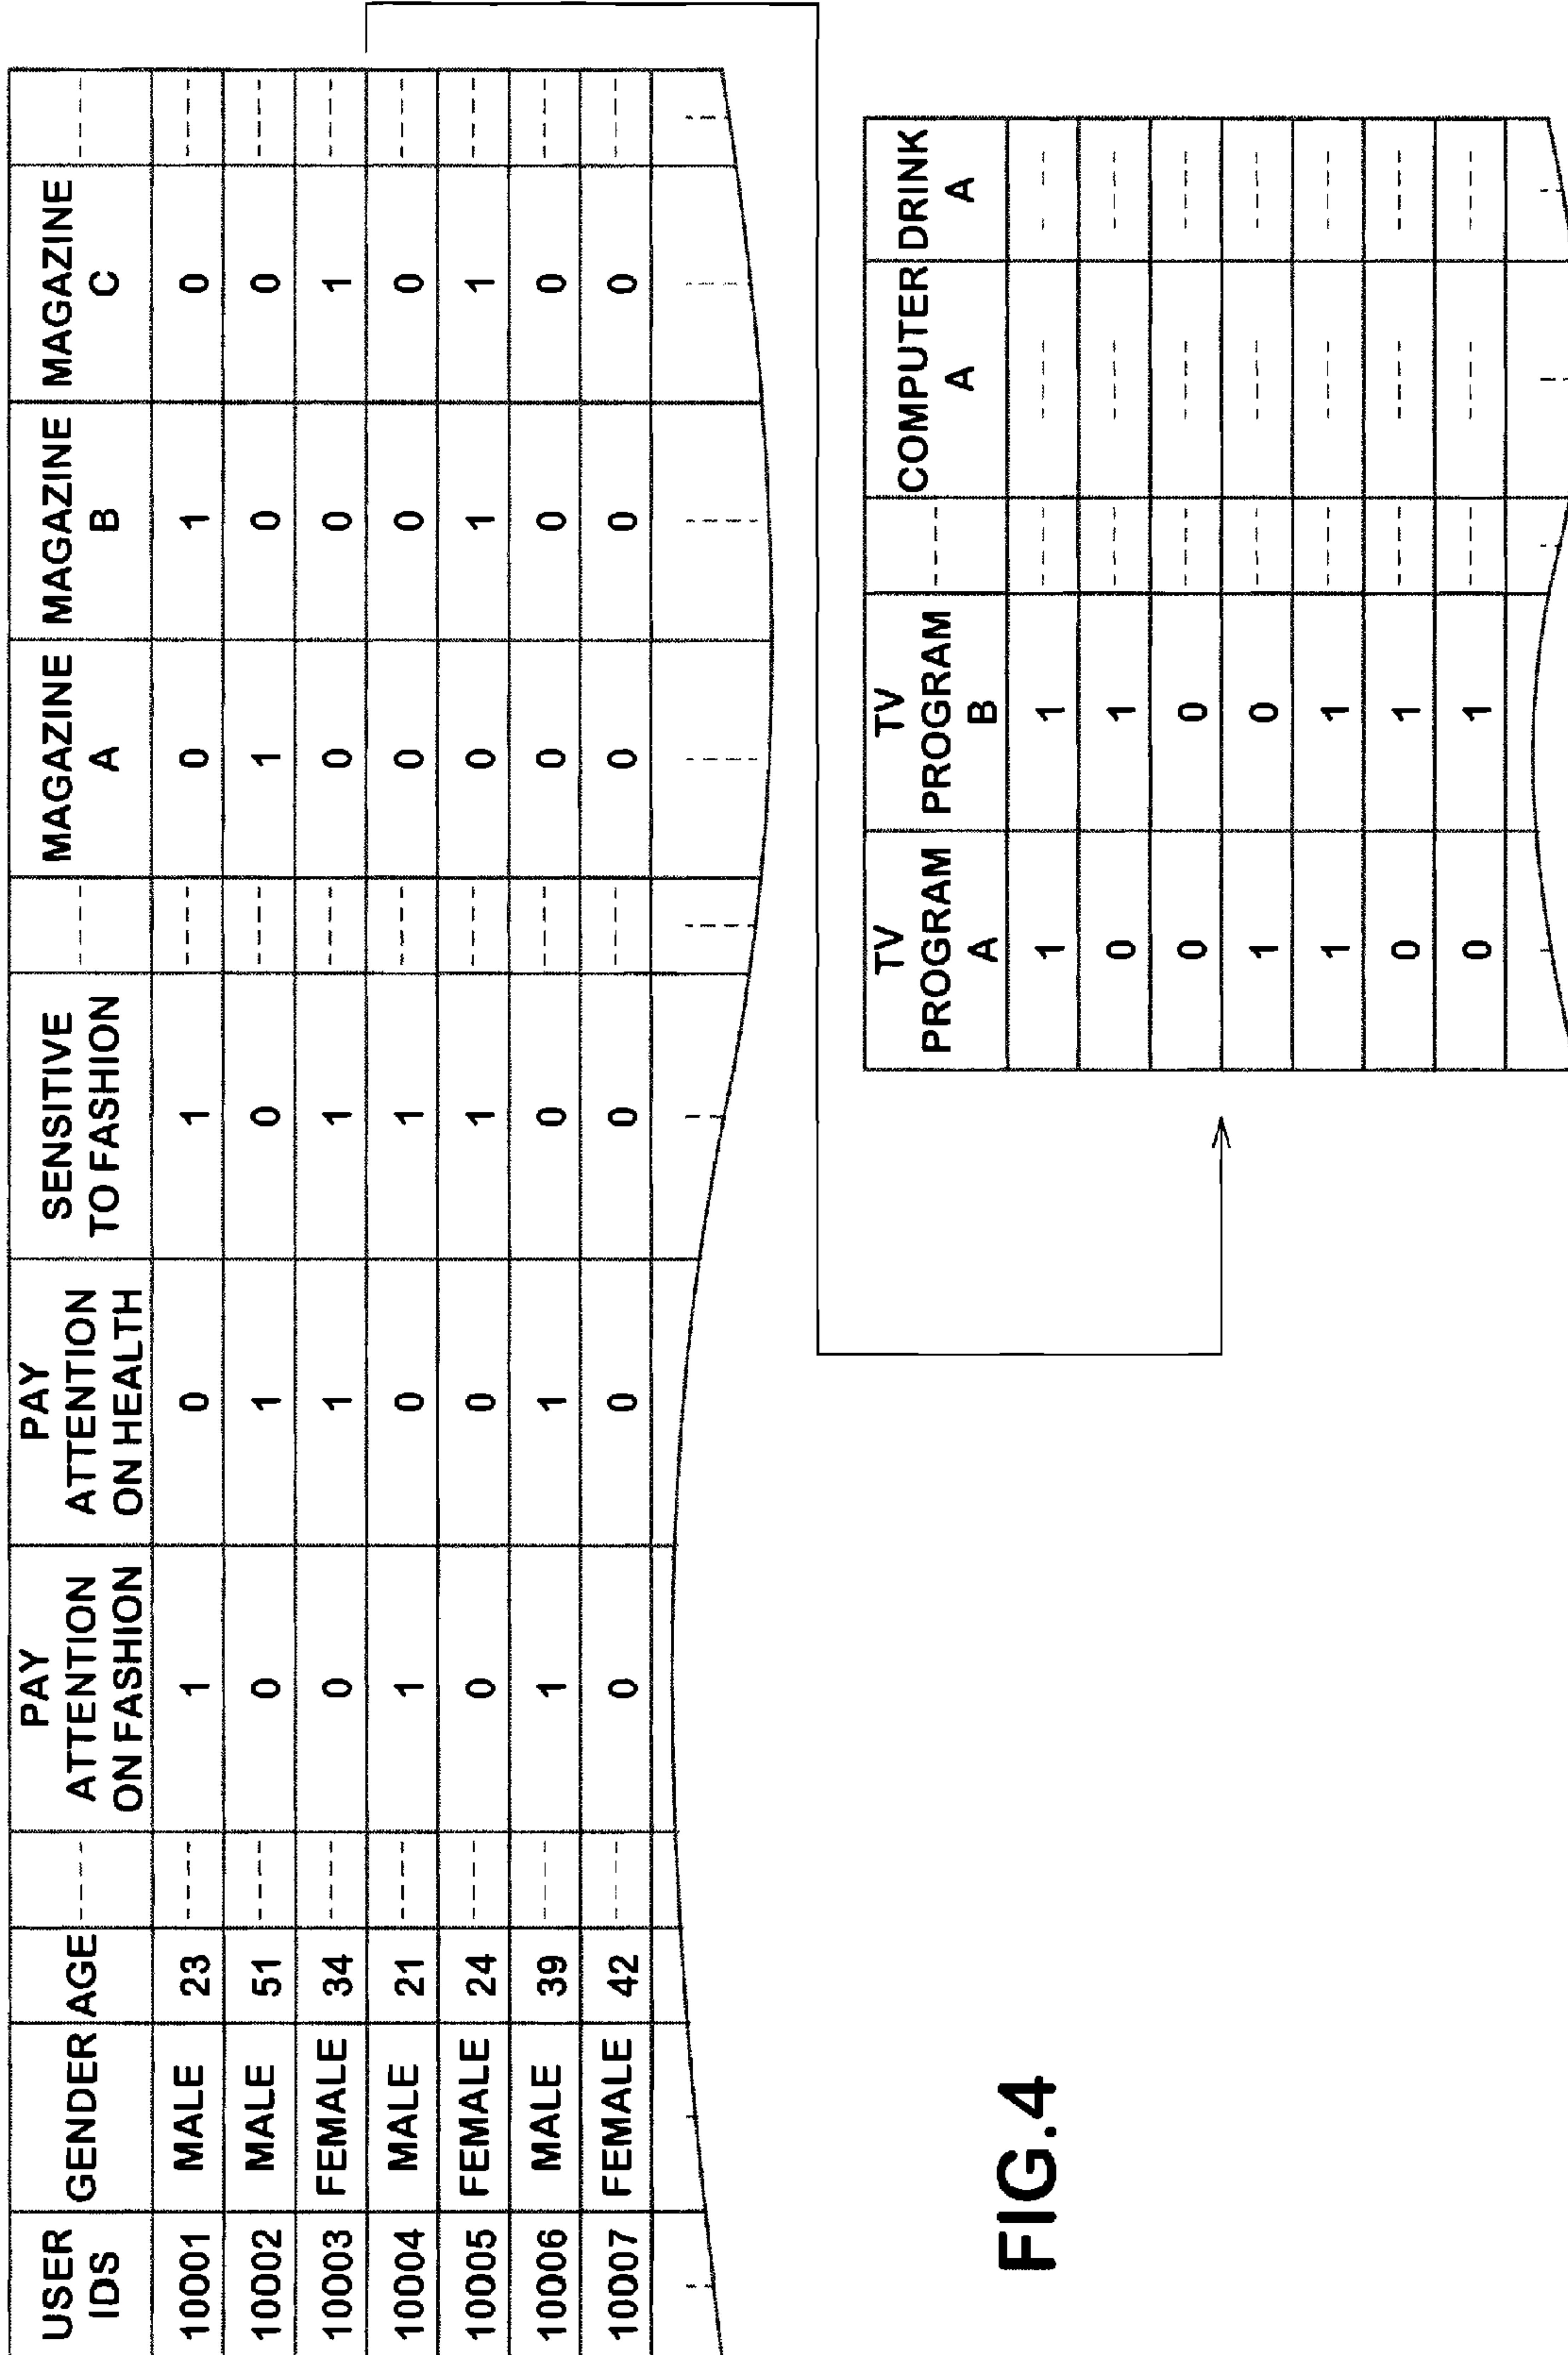 USER IDS | GENDER | AGE | ---- | PAY ATTENTION ON FASHION | PAY ATTENTION ON HEALTH | SENSITIVE TO FASHION | ---- | MAGAZINE A | MAGAZINE B | MAGAZINE C | ----
10001 | MALE | 23 | ---- | 1 | 0 | 1 | ---- | 0 | 1 | 0 | ----
10002 | MALE | 51 | ---- | 0 | 1 | 0 | ---- | 1 | 0 | 0 | ----
10003 | FEMALE | 34 | ---- | 0 | 1 | 1 | ---- | 0 | 0 | 1 | ----
10004 | MALE | 21 | ---- | 1 | 0 | 1 | ---- | 0 | 0 | 0 | ----
10005 | FEMALE | 24 | ---- | 0 | 0 | 1 | ---- | 0 | 1 | 1 | ----
10006 | MALE | 39 | ---- | 1 | 1 | 0 | ---- | 0 | 0 | 0 | ----
10007 | FEMALE | 42 | ---- | 0 | 0 | 0 | ---- | 0 | 0 | 0 | ----
TV PROGRAM A | TV PROGRAM B | ---- | COMPUTER A | DRINK A
1 | 1 | ---- | ---- | ----
0 | 1 | ---- | ---- | ----
0 | 0 | ---- | ---- | ----
1 | 0 | ---- | ---- | ----
1 | 1 | ---- | ---- | ----
0 | 1 | ---- | ---- | ----
0 | 1 | ---- | ---- | ----
FIG.4